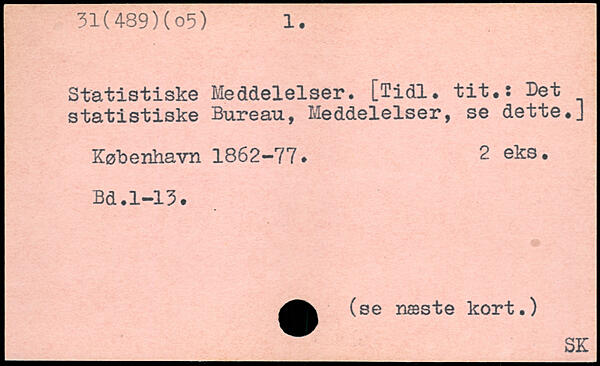 31(489)(05) 1.
Statistiske Meddelelser. [Tidl. tit.: Det
statistiske Bureau, Meddelelser, se dette.]
København 1862-77. 2 eks.
Bd.1-13.
(se næste kort.)
SK